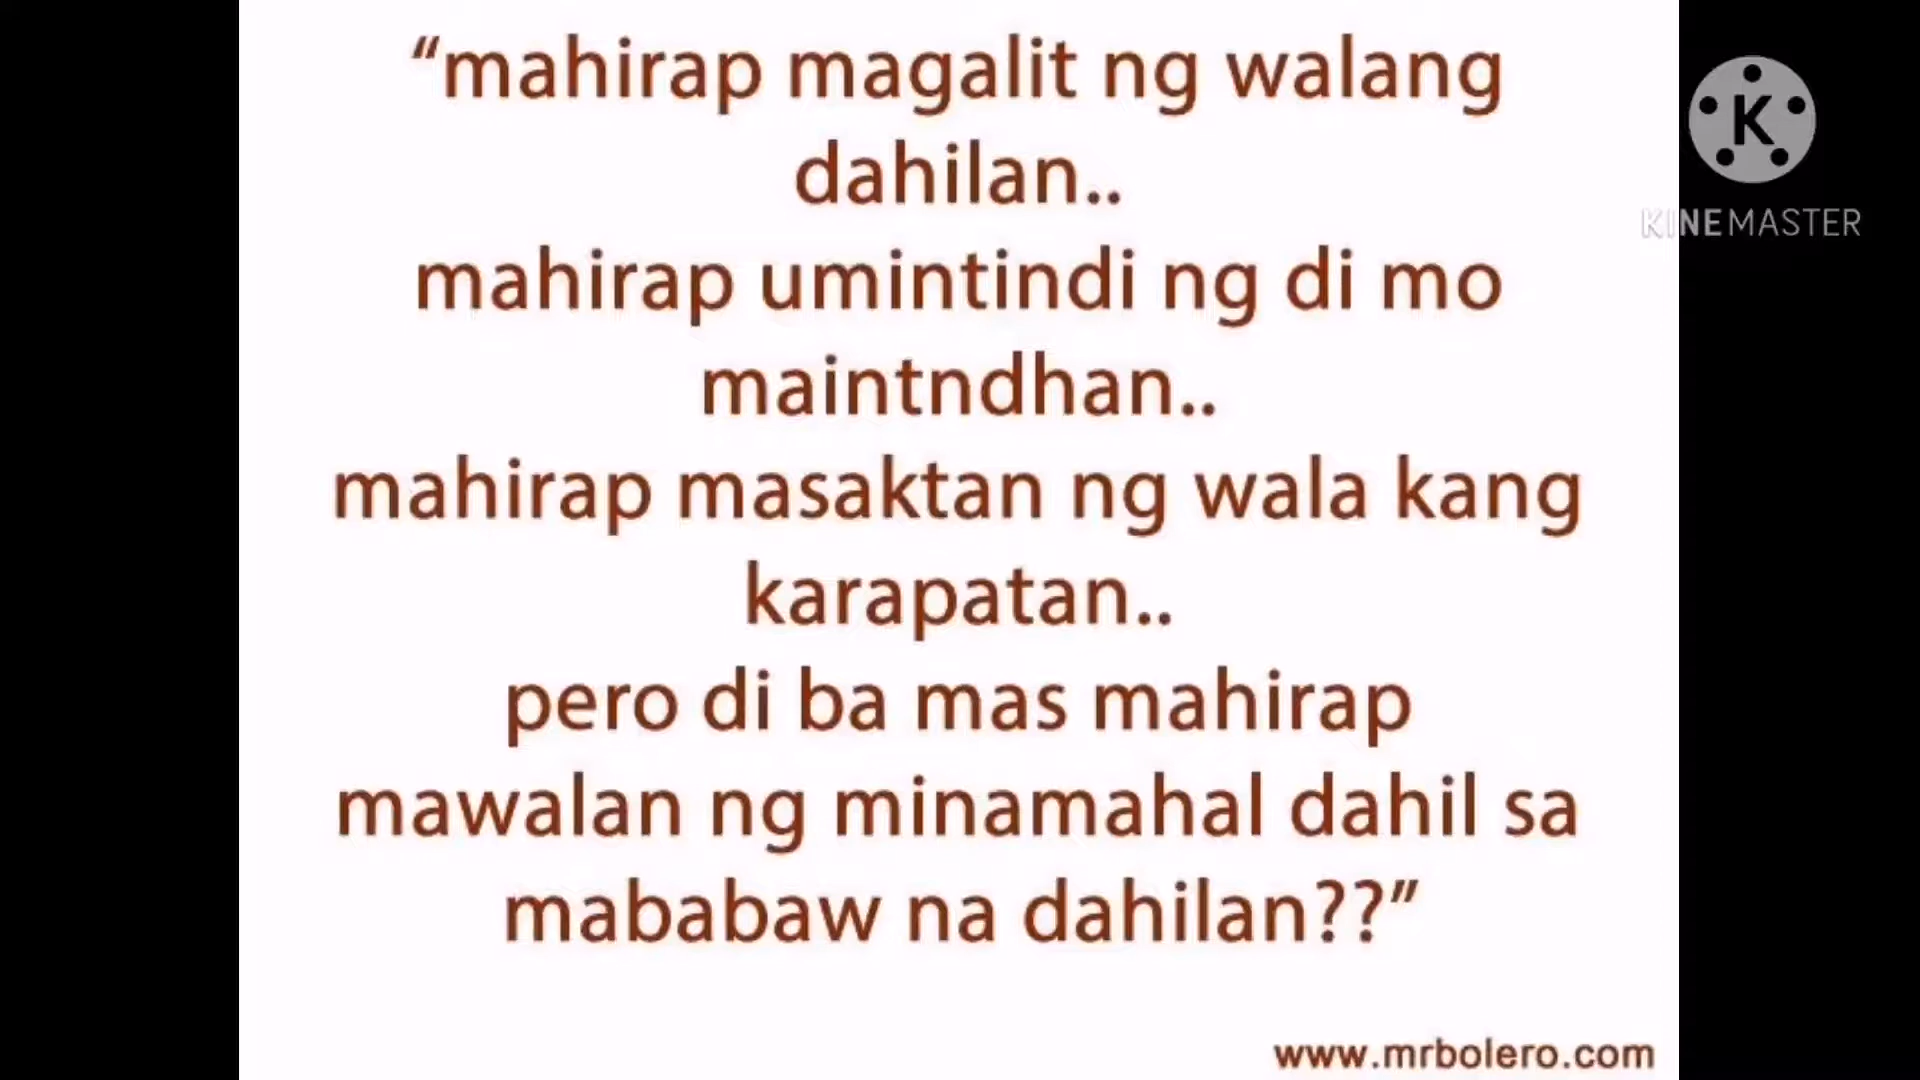 “mahirap magalit ng walang
dahilan..
mahirap umintindi ng di mo
maintndhan..
mahirap masaktan ng wala kang
karapatan..
pero di ba mas mahirap
mawalan ng minamahal dahil sa
mababaw na dahilan??”
www.mrbolero.com
K
KINEMASTER